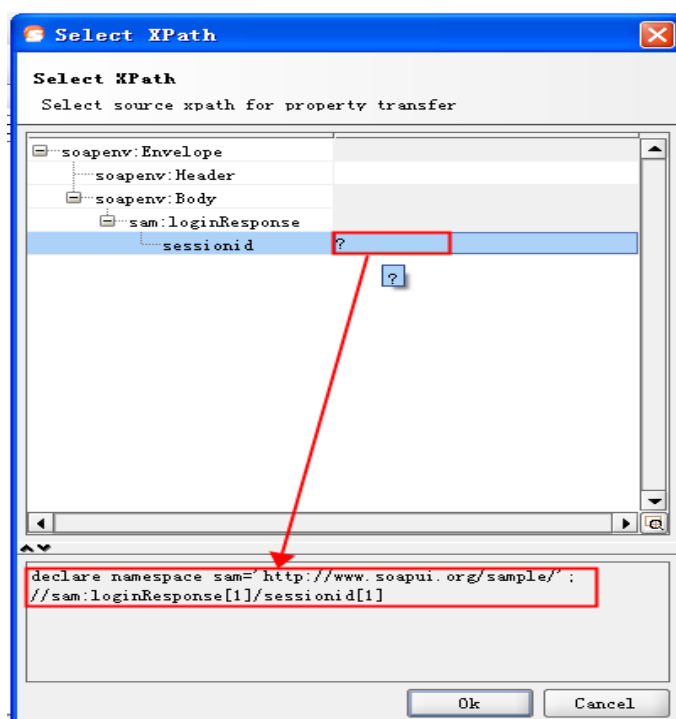 Select XPath
Select XPath
Select source xpath for property transfer
soapenv:Envelope
soapenv:Header
soapenv:Body
sam:loginResponse
sessionid ?
?
declare namespace sam='http://www.soapui.org/sample/';
//sam:loginResponse[1]/sessionid[1]
Ok Cancel